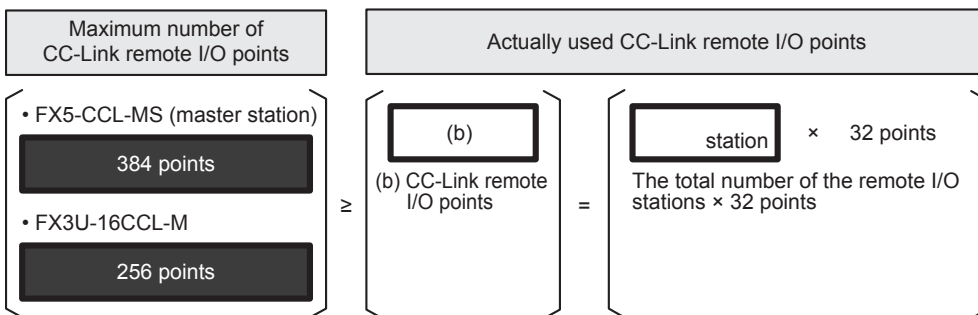 Maximum number of
CC-Link remote I/O points
Actually used CC-Link remote I/O points
• FX5-CCL-MS (master station)
384 points
• FX3U-16CCL-M
256 points
≥
(b)
(b) CC-Link remote
I/O points
=
station × 32 points
The total number of the remote I/O
stations × 32 points